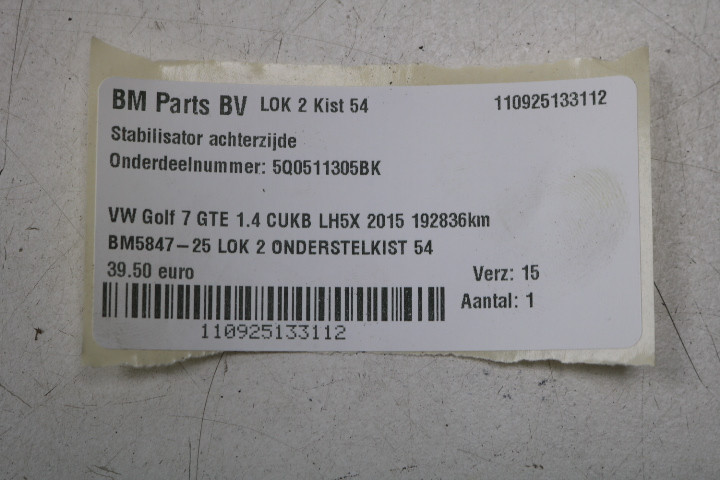 BM Parts BV LOK 2 Kist 54 110925133112
Stabilisator achterzijde
Onderdeelnummer: 5Q0511305BK
VW Golf 7 GTE 1.4 CUKB LH5X 2015 192836km
BM5847-25 LOK 2 ONDERSTELKIST 54
39.50 euro Verz: 15
Aantal: 1
110925133112